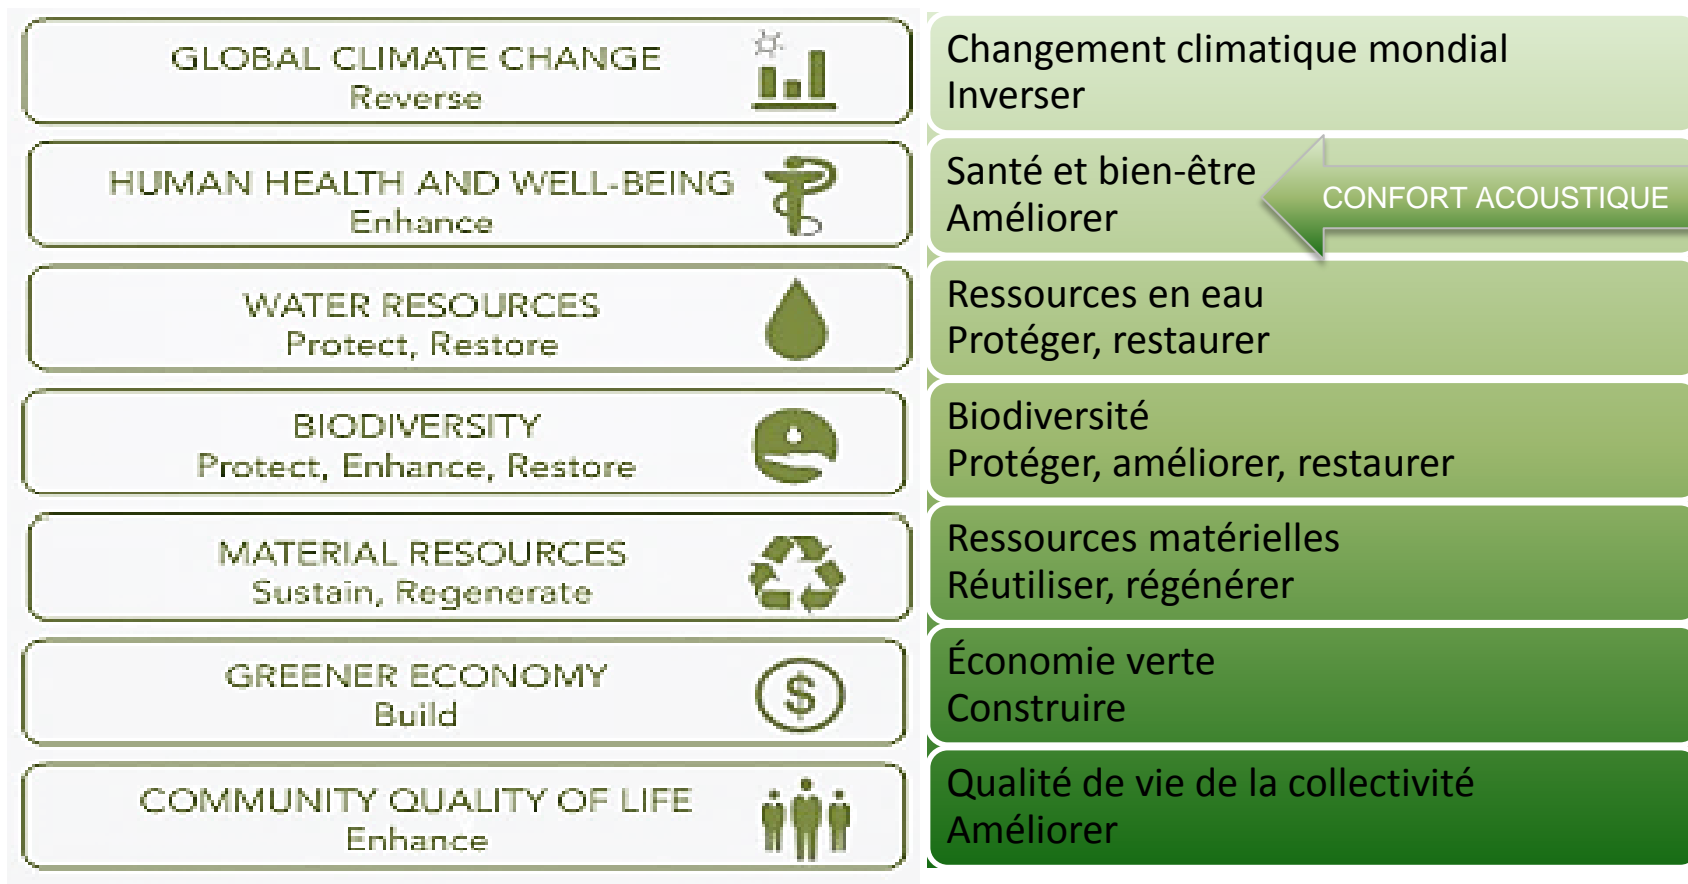 GLOBAL CLIMATE CHANGE
Reverse
HUMAN HEALTH AND WELL-BEING
Enhance
WATER RESOURCES
Protect, Restore
BIODIVERSITY
Protect, Enhance, Restore
MATERIAL RESOURCES
Sustain, Regenerate
GREENER ECONOMY
Build
$
COMMUNITY QUALITY OF LIFE
Enhance
Changement climatique mondial
Inverser
Santé et bien-être
Améliorer
CONFORT ACOUSTIQUE
Ressources en eau
Protéger, restaurer
Biodiversité
Protéger, améliorer, restaurer
Ressources matérielles
Réutiliser, régénérer
Économie verte
Construire
Qualité de vie de la collectivité
Améliorer